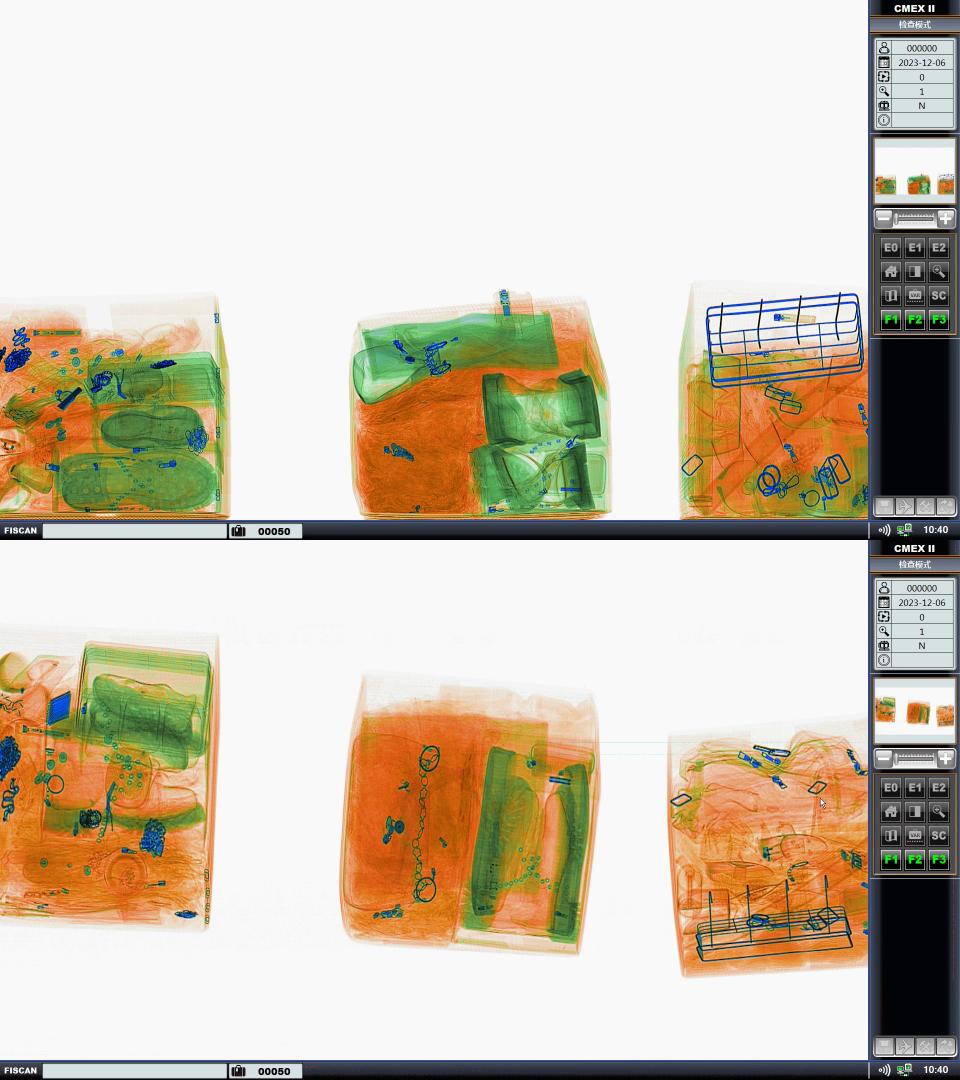 CMEX II
检查模式
000000
2023-12-06
0
1
N
E0 E1 E2
VAR SC
F1 F2 F3
FISCAN
00050
10:40
CMEX II
检查模式
000000
2023-12-06
0
1
N
E0 E1 E2
VAR SC
F1 F2 F3
FISCAN
00050
10:40